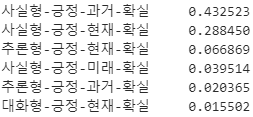 사실형-긍정-과거-확실 0.432523
사실형-긍정-현재-확실 0.288450
추론형-긍정-현재-확실 0.066869
사실형-긍정-미래-확실 0.039514
추론형-긍정-과거-확실 0.020365
대화형-긍정-현재-확실 0.015502